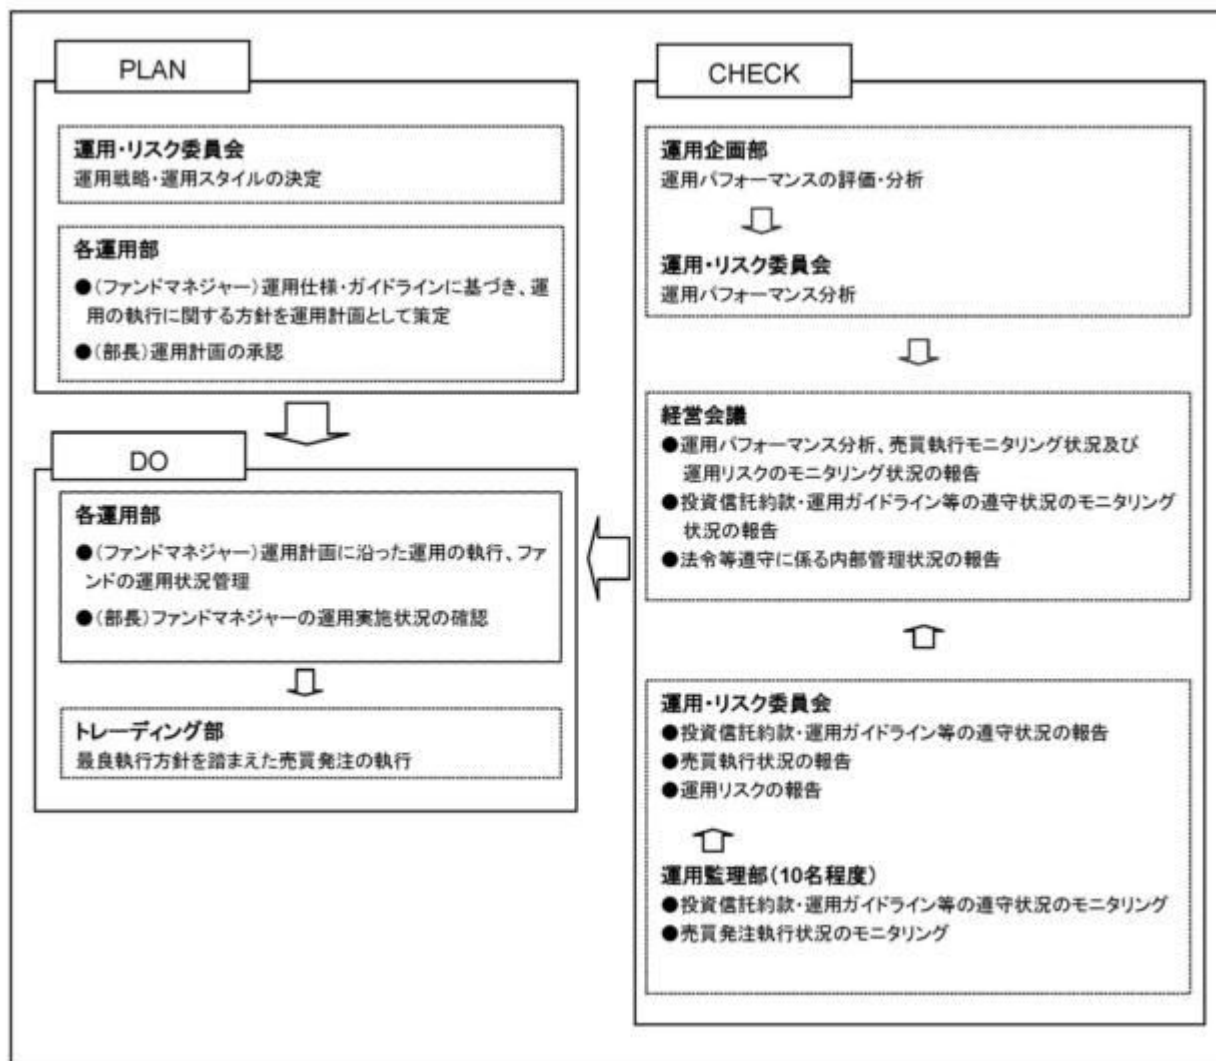 PLAN
運用・リスク委員会
運用戦略・運用スタイルの決定
各運用部
●(ファンドマネジャー)運用仕様・ガイドラインに基づき、運
用の執行に関する方針を運用計画として策定
●(部長)運用計画の承認
DO
各運用部
●(ファンドマネジャー)運用計画に沿った運用の執行、ファ
ンドの運用状況管理
●(部長)ファンドマネジャーの運用実施状況の確認
トレーディング部
最良執行方針を踏まえた売買発注の執行
CHECK
運用企画部
運用パフォーマンスの評価・分析
運用・リスク委員会
運用パフォーマンス分析
経営会議
●運用パフォーマンス分析、売買執行モニタリング状況及び
運用リスクのモニタリング状況の報告
●投資信託約款・運用ガイドライン等の遵守状況のモニタリング
状況の報告
●法令等遵守に係る内部管理状況の報告
運用・リスク委員会
●投資信託約款・運用ガイドライン等の遵守状況の報告
●売買執行状況の報告
●運用リスクの報告
運用監理部(10名程度)
●投資信託約款・運用ガイドライン等の遵守状況のモニタリング
●売買発注執行状況のモニタリング